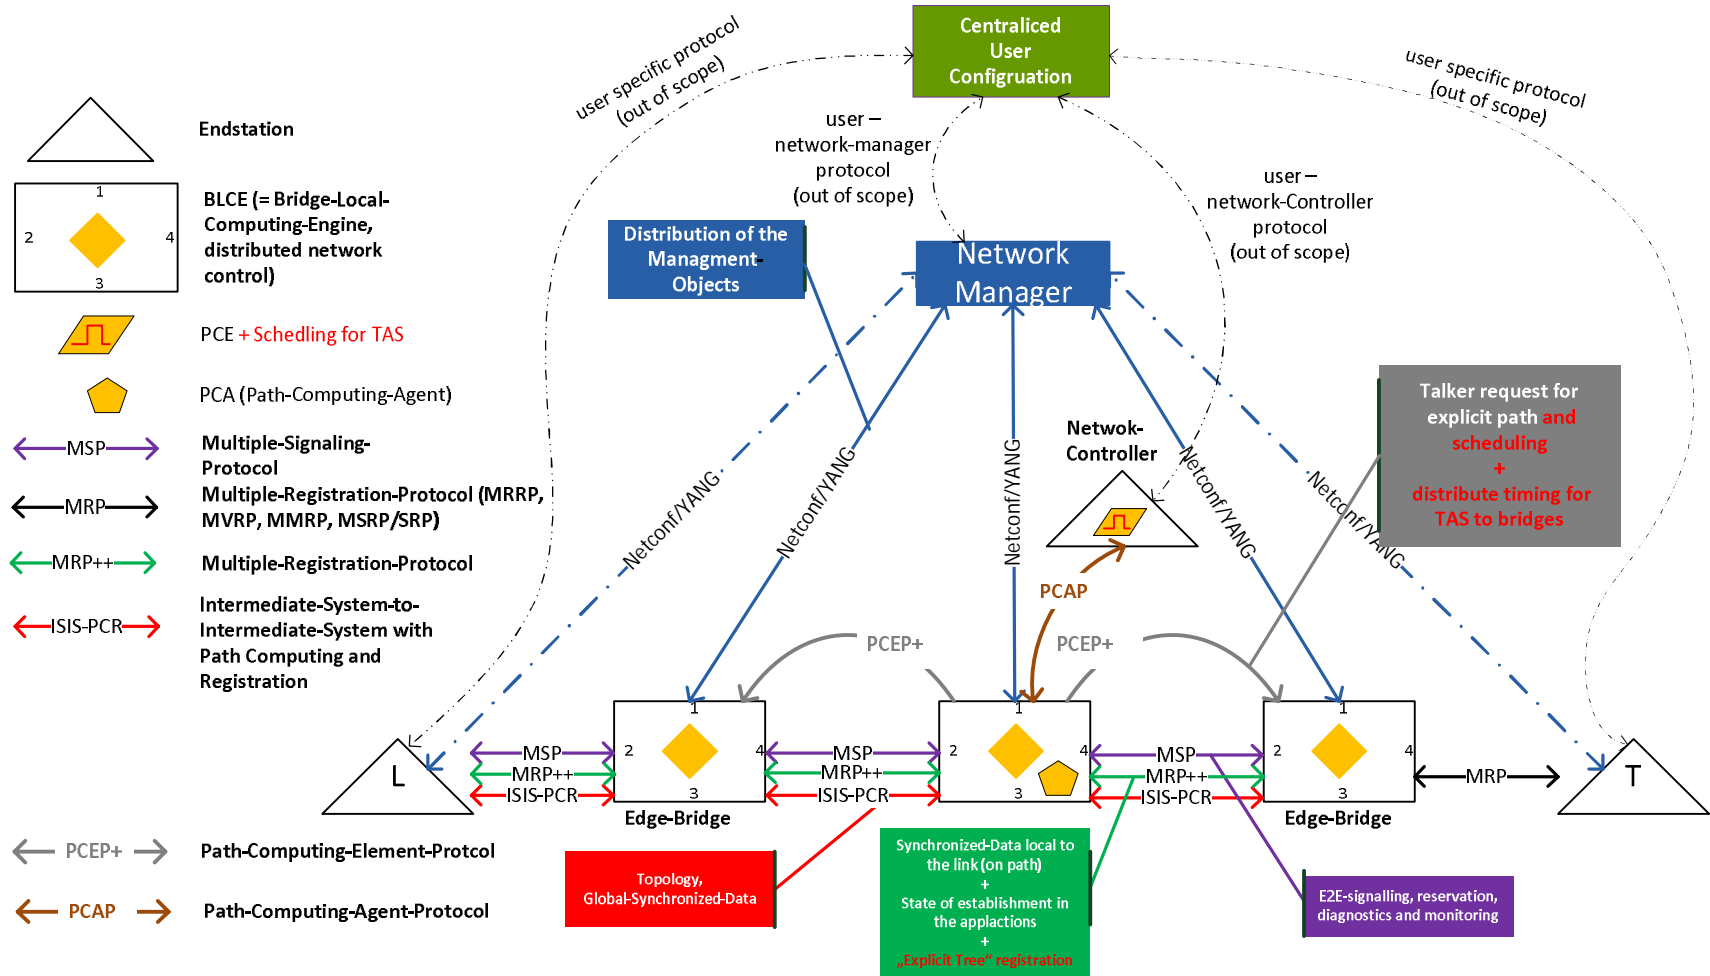 Centraliced
User
Configruation
user specific protocol
(out of scope)
user specific protocol
(out of scope)
user –
network-manager
protocol
(out of scope)
user –
network-Controller
protocol
(out of scope)
Endstation
1
2
4
3
BLCE (= Bridge-Local-
Computing-Engine,
distributed network
control)
PCE + Schedling for TAS
PCA (Path-Computing-Agent)
MSP
Multiple-Signaling-
Protocol
MRP
Multiple-Registration-Protocol (MRRP,
MVRP, MMRP, MSRP/SRP)
MRP++
Multiple-Registration-Protocol
ISIS-PCR
Intermediate-System-to-
Intermediate-System with
Path Computing and
Registration
Distribution of the
Managment-
Objects
Network
Manager
Talker request for
explicit path and
scheduling
+
distribute timing for
TAS to bridges
Netwok-
Controller
Netconf/YANG
Netconf/YANG
Netconf/YANG
Netconf/YANG
Netconf/YANG
PCAP
PCEP+
PCEP+
L
MSP
MRP++
ISIS-PCR
1
2
4
3
Edge-Bridge
MSP
MRP++
ISIS-PCR
1
2
4
3
MSP
MRP++
ISIS-PCR
1
2
4
3
Edge-Bridge
MRP
T
PCEP+
Path-Computing-Element-Protcol
PCAP
Path-Computing-Agent-Protocol
Topology,
Global-Synchronized-Data
Synchronized-Data local to
the link (on path)
+
State of establishment in
the applactions
+
„Explicit Tree“ registration
E2E-signalling, reservation,
diagnostics and monitoring